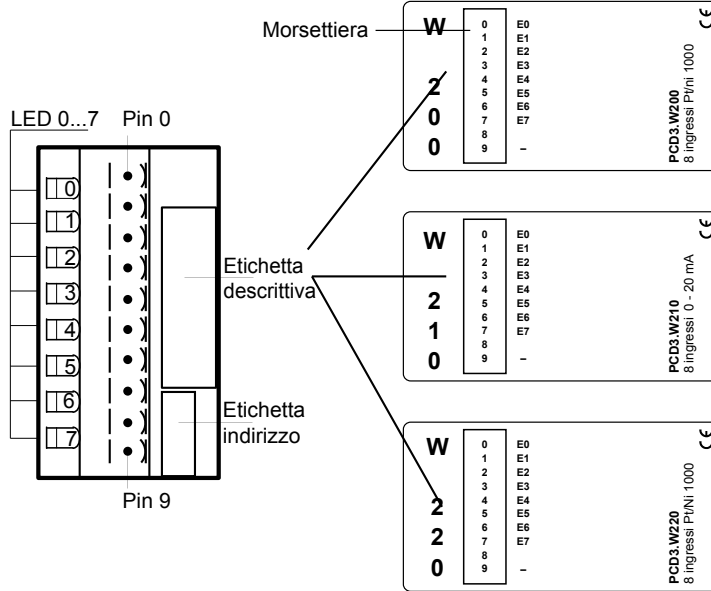 LED 0...7
Pin 0
0
1
2
3
4
5
6
7
Pin 9
Etichetta
descrittiva
Etichetta
indirizzo
Morsettiera
W
2
0
0
0 E0
1 E1
2 E2
3 E3
4 E4
5 E5
6 E6
7 E7
8
9 –
PCD3.W200
8 ingressi Pt/ni 1000
CE
W
2
1
0
0 E0
1 E1
2 E2
3 E3
4 E4
5 E5
6 E6
7 E7
8
9 –
PCD3.W210
8 ingressi 0 - 20 mA
CE
W
2
2
0
0 E0
1 E1
2 E2
3 E3
4 E4
5 E5
6 E6
7 E7
8
9 –
PCD3.W220
8 ingressi Pt/Ni 1000
CE